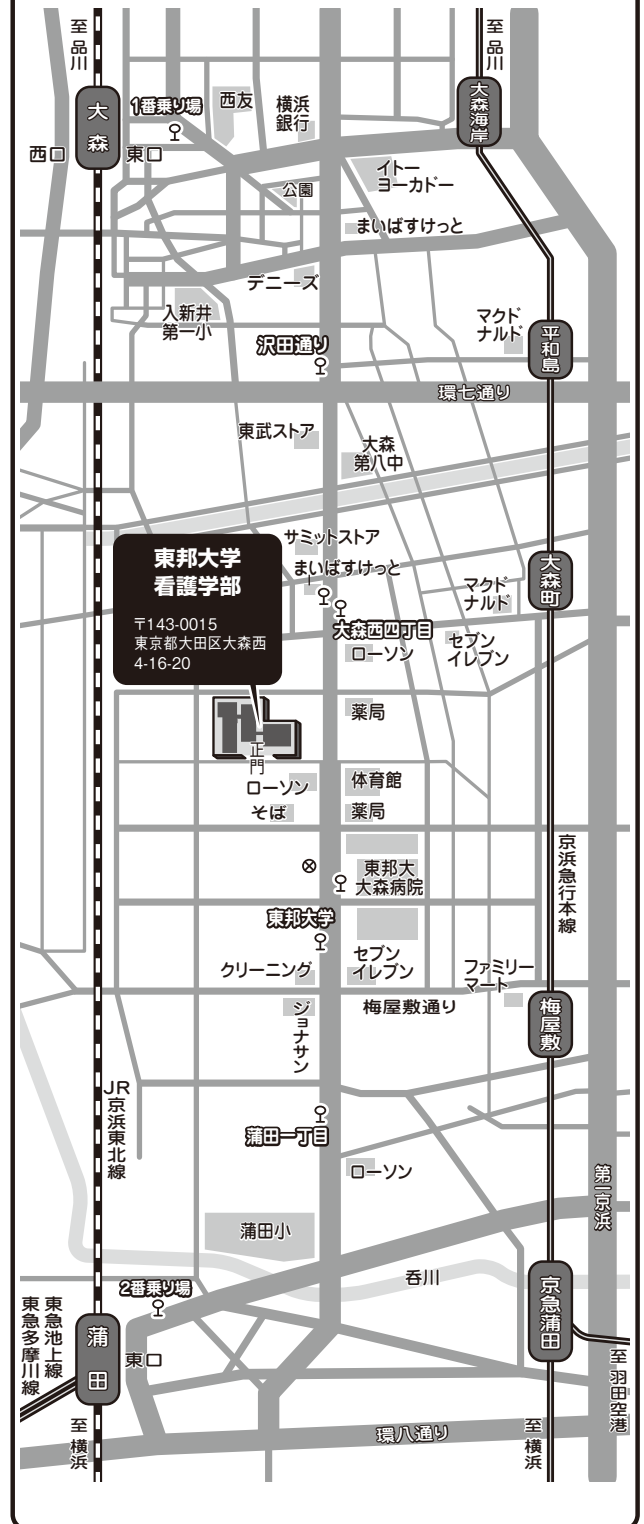 至 品川
至 品川
大森
大森海岸
1番乗り場
西友
横浜
銀行
西口
東口
イトー
ヨーカドー
公園
まいばすけっと
デニーズ
入新井
第一小
マクド
ナルド
平和島
沢田通り
環七通り
東武ストア
大森
第八中
サミットストア
まいばすけっと
東邦大学
看護学部
〒143-0015
東京都大田区大森西
4-16-20
大森町
マクド
ナルド
大森西四丁目
ローソン
セブン
イレブン
薬局
正門
ローソン
体育館
そば
薬局
京浜急行本線
東邦大
大森病院
東邦大学
クリーニング
セブン
イレブン
ファミリー
マート
梅屋敷通り
梅屋敷
ジョナサン
JR京浜東北線
蒲田一丁目
ローソン
第一京浜
蒲田小
呑川
2番乗り場
京急蒲田
東急池上線
東急多摩川線
蒲田
東口
至 羽田空港
環八通り
至 横浜
至 横浜